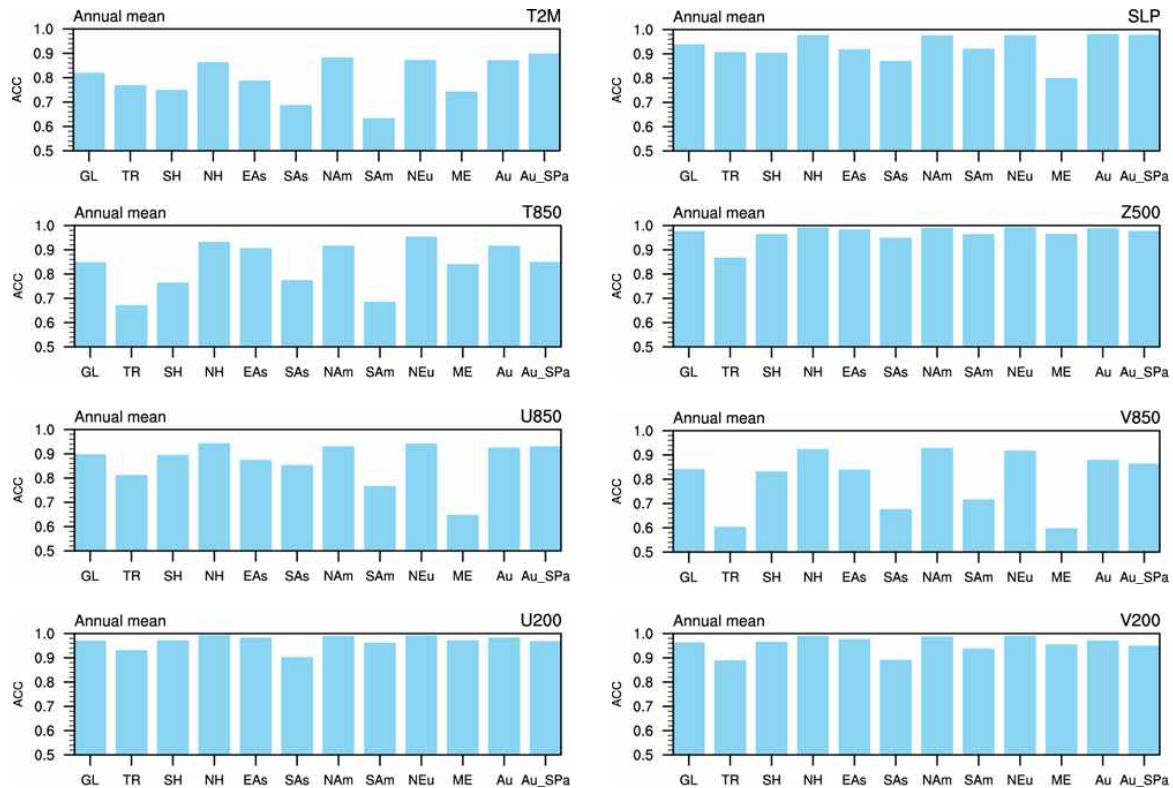 Annual mean T2M
ACC
1.0
0.9
0.8
0.7
0.6
0.5
GL TR SH NH EAs SAs NAm SAm NEu ME Au Au_SPa
Annual mean SLP
ACC
1.0
0.9
0.8
0.7
0.6
0.5
GL TR SH NH EAs SAs NAm SAm NEu ME Au Au_SPa
Annual mean T850
ACC
1.0
0.9
0.8
0.7
0.6
0.5
GL TR SH NH EAs SAs NAm SAm NEu ME Au Au_SPa
Annual mean Z500
ACC
1.0
0.9
0.8
0.7
0.6
0.5
GL TR SH NH EAs SAs NAm SAm NEu ME Au Au_SPa
Annual mean U850
ACC
1.0
0.9
0.8
0.7
0.6
0.5
GL TR SH NH EAs SAs NAm SAm NEu ME Au Au_SPa
Annual mean V850
ACC
1.0
0.9
0.8
0.7
0.6
0.5
GL TR SH NH EAs SAs NAm SAm NEu ME Au Au_SPa
Annual mean U200
ACC
1.0
0.9
0.8
0.7
0.6
0.5
GL TR SH NH EAs SAs NAm SAm NEu ME Au Au_SPa
Annual mean V200
ACC
1.0
0.9
0.8
0.7
0.6
0.5
GL TR SH NH EAs SAs NAm SAm NEu ME Au Au_SPa